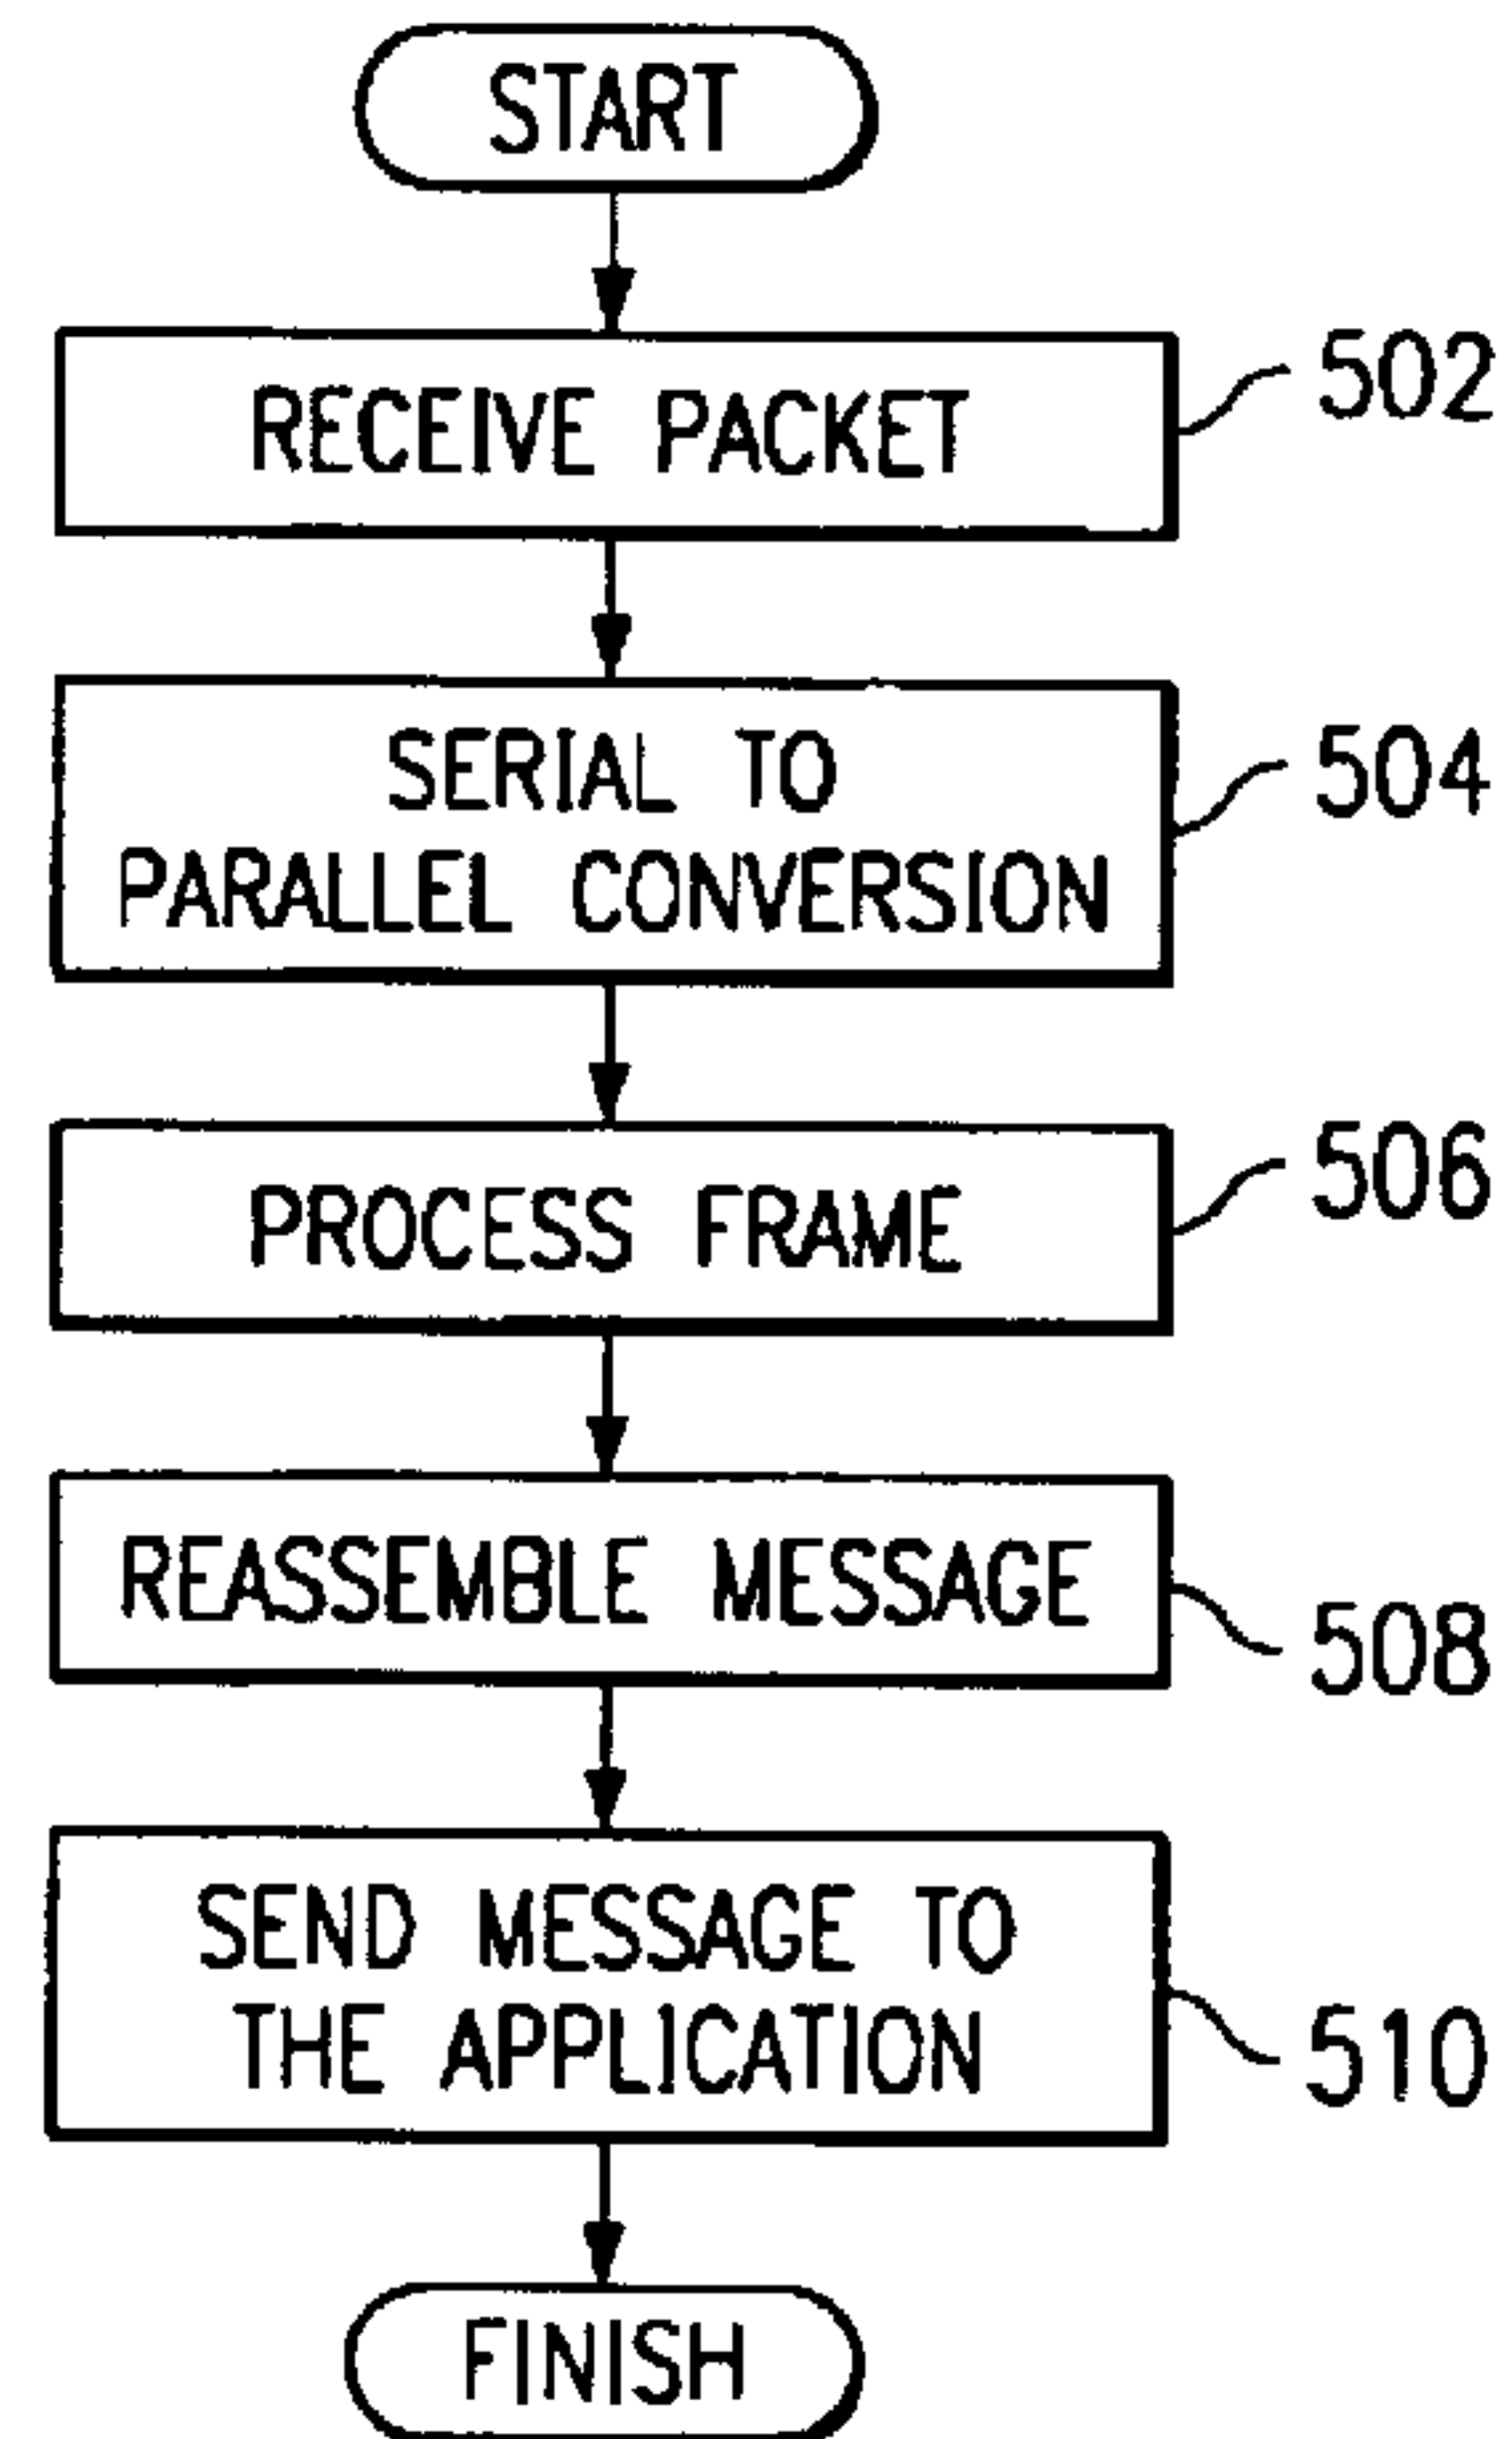 START
RECEIVE PACKET
502
SERIAL TO
PARALLEL CONVERSION
504
PROCESS FRAME
506
REASSEMBLE MESSAGE
508
SEND MESSAGE TO
THE APPLICATION
510
FINISH